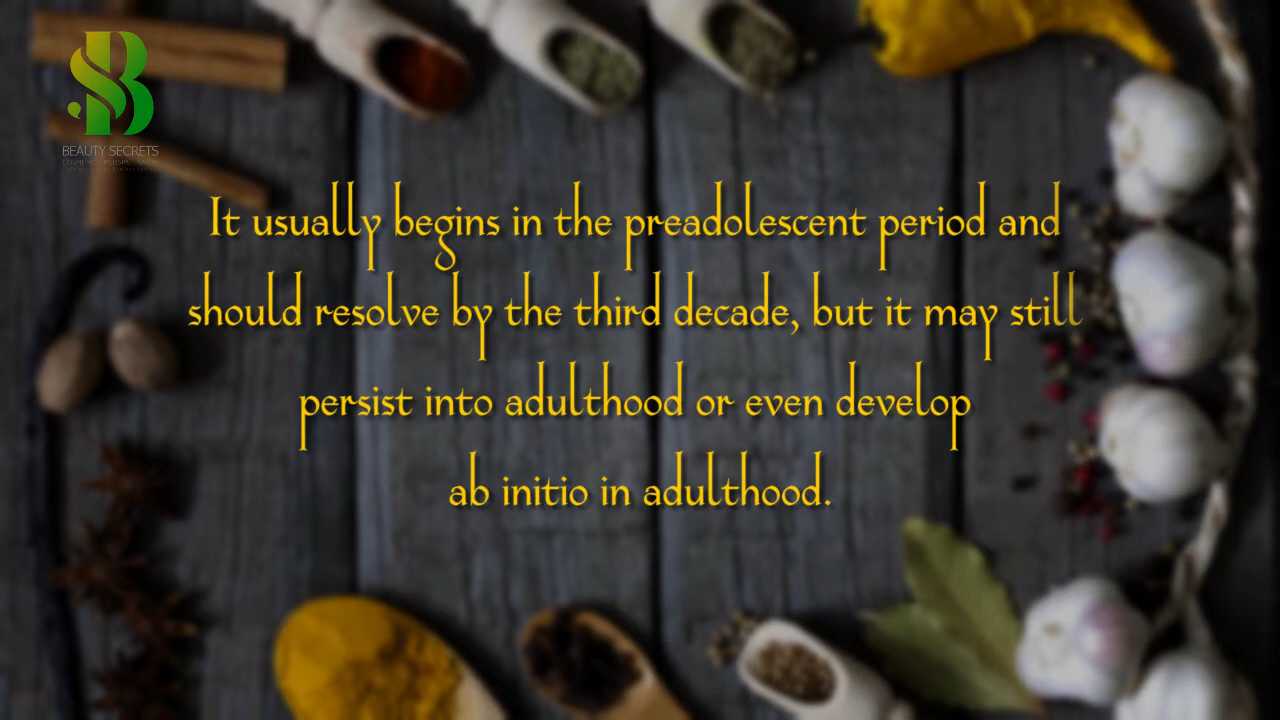 BEAUTY SECRETS
It usually begins in the preadolescent period and
should resolve by the third decade, but it may still
persist into adulthood or even develop
ab initio in adulthood.